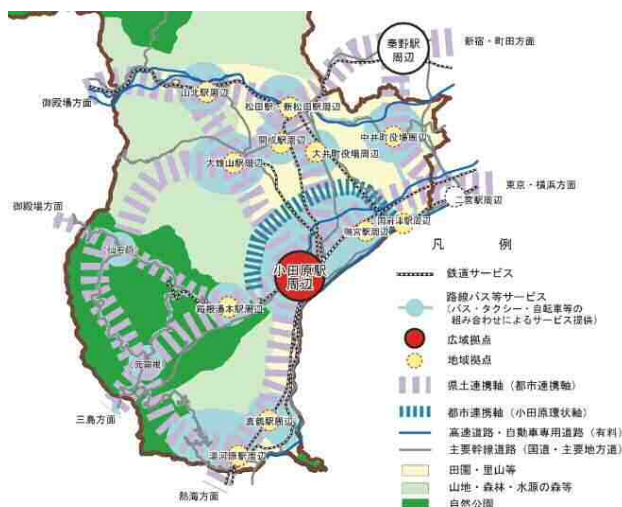 秦野駅
周辺
新宿・町田方面
御殿場方面
山北駅周辺
松田駅・新松田駅周辺
開成駅周辺
中井町役場周辺
大井町役場周辺
大雄山駅周辺
東京・横浜方面
二宮駅周辺
御殿場方面
国府津駅周辺
鴨宮駅周辺
仙石原
小田原駅
周辺
箱根湯本駅周辺
元箱根
三島方面
真鶴駅周辺
湯河原駅周辺
熱海方面
凡 例
鉄道サービス
路線バス等サービス
(バス・タクシー・自転車等の
組み合わせによるサービス提供)
広域拠点
地域拠点
県土連携軸(都市連携軸)
都市連携軸(小田原環状軸)
高速道路・自動車専用道路(有料)
主要幹線道路(国道・主要地方道)
田園・里山等
山地・森林・水源の森等
自然公園